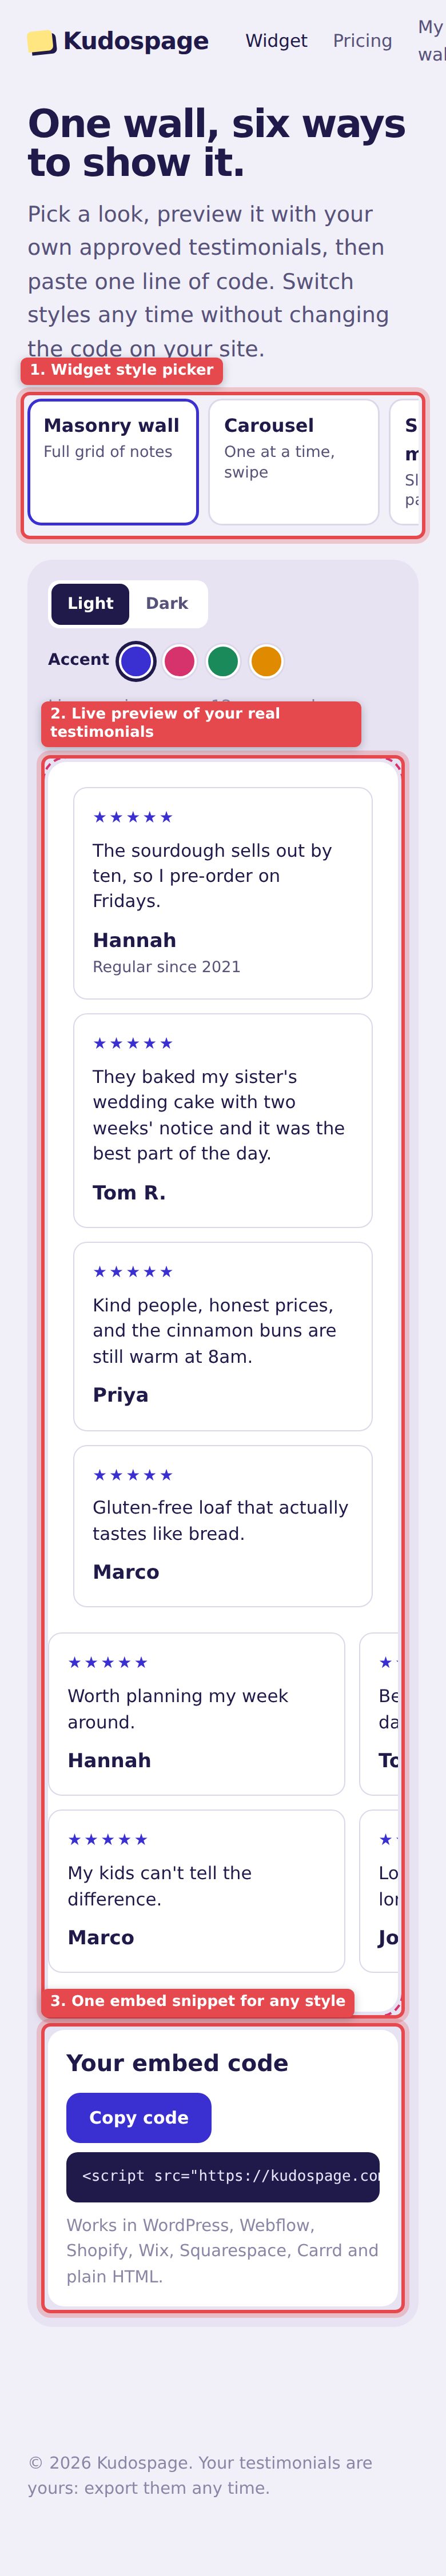 Kudospage
Widget
Pricing
My
One wall, six ways
to show it.
Pick a look, preview it with your
own approved testimonials, then
paste one line of code. Switch
styles any time without changing
the code on your site.
1. Widget style picker
Masonry wall
Full grid of notes
Carousel
One at a time,
swipe
Light
Dark
Accent
2. Live preview of your real
testimonials
★★★★★
The sourdough sells out by
ten, so I pre-order on
Fridays.
Hannah
Regular since 2021
★★★★★
They baked my sister's
wedding cake with two
weeks' notice and it was the
best part of the day.
Tom R.
★★★★★
Kind people, honest prices,
and the cinnamon buns are
still warm at 8am.
Priya
★★★★★
Gluten-free loaf that actually
tastes like bread.
Marco
★★★★★
Worth planning my week
around.
Hannah
★★★★★
My kids can't tell the
difference.
Marco
3. One embed snippet for any style
Your embed code
Copy code
<script src="https://kudospage.com
Works in WordPress, Webflow,
Shopify, Wix, Squarespace, Carrd and
plain HTML.
© 2026 Kudospage. Your testimonials are
yours: export them any time.